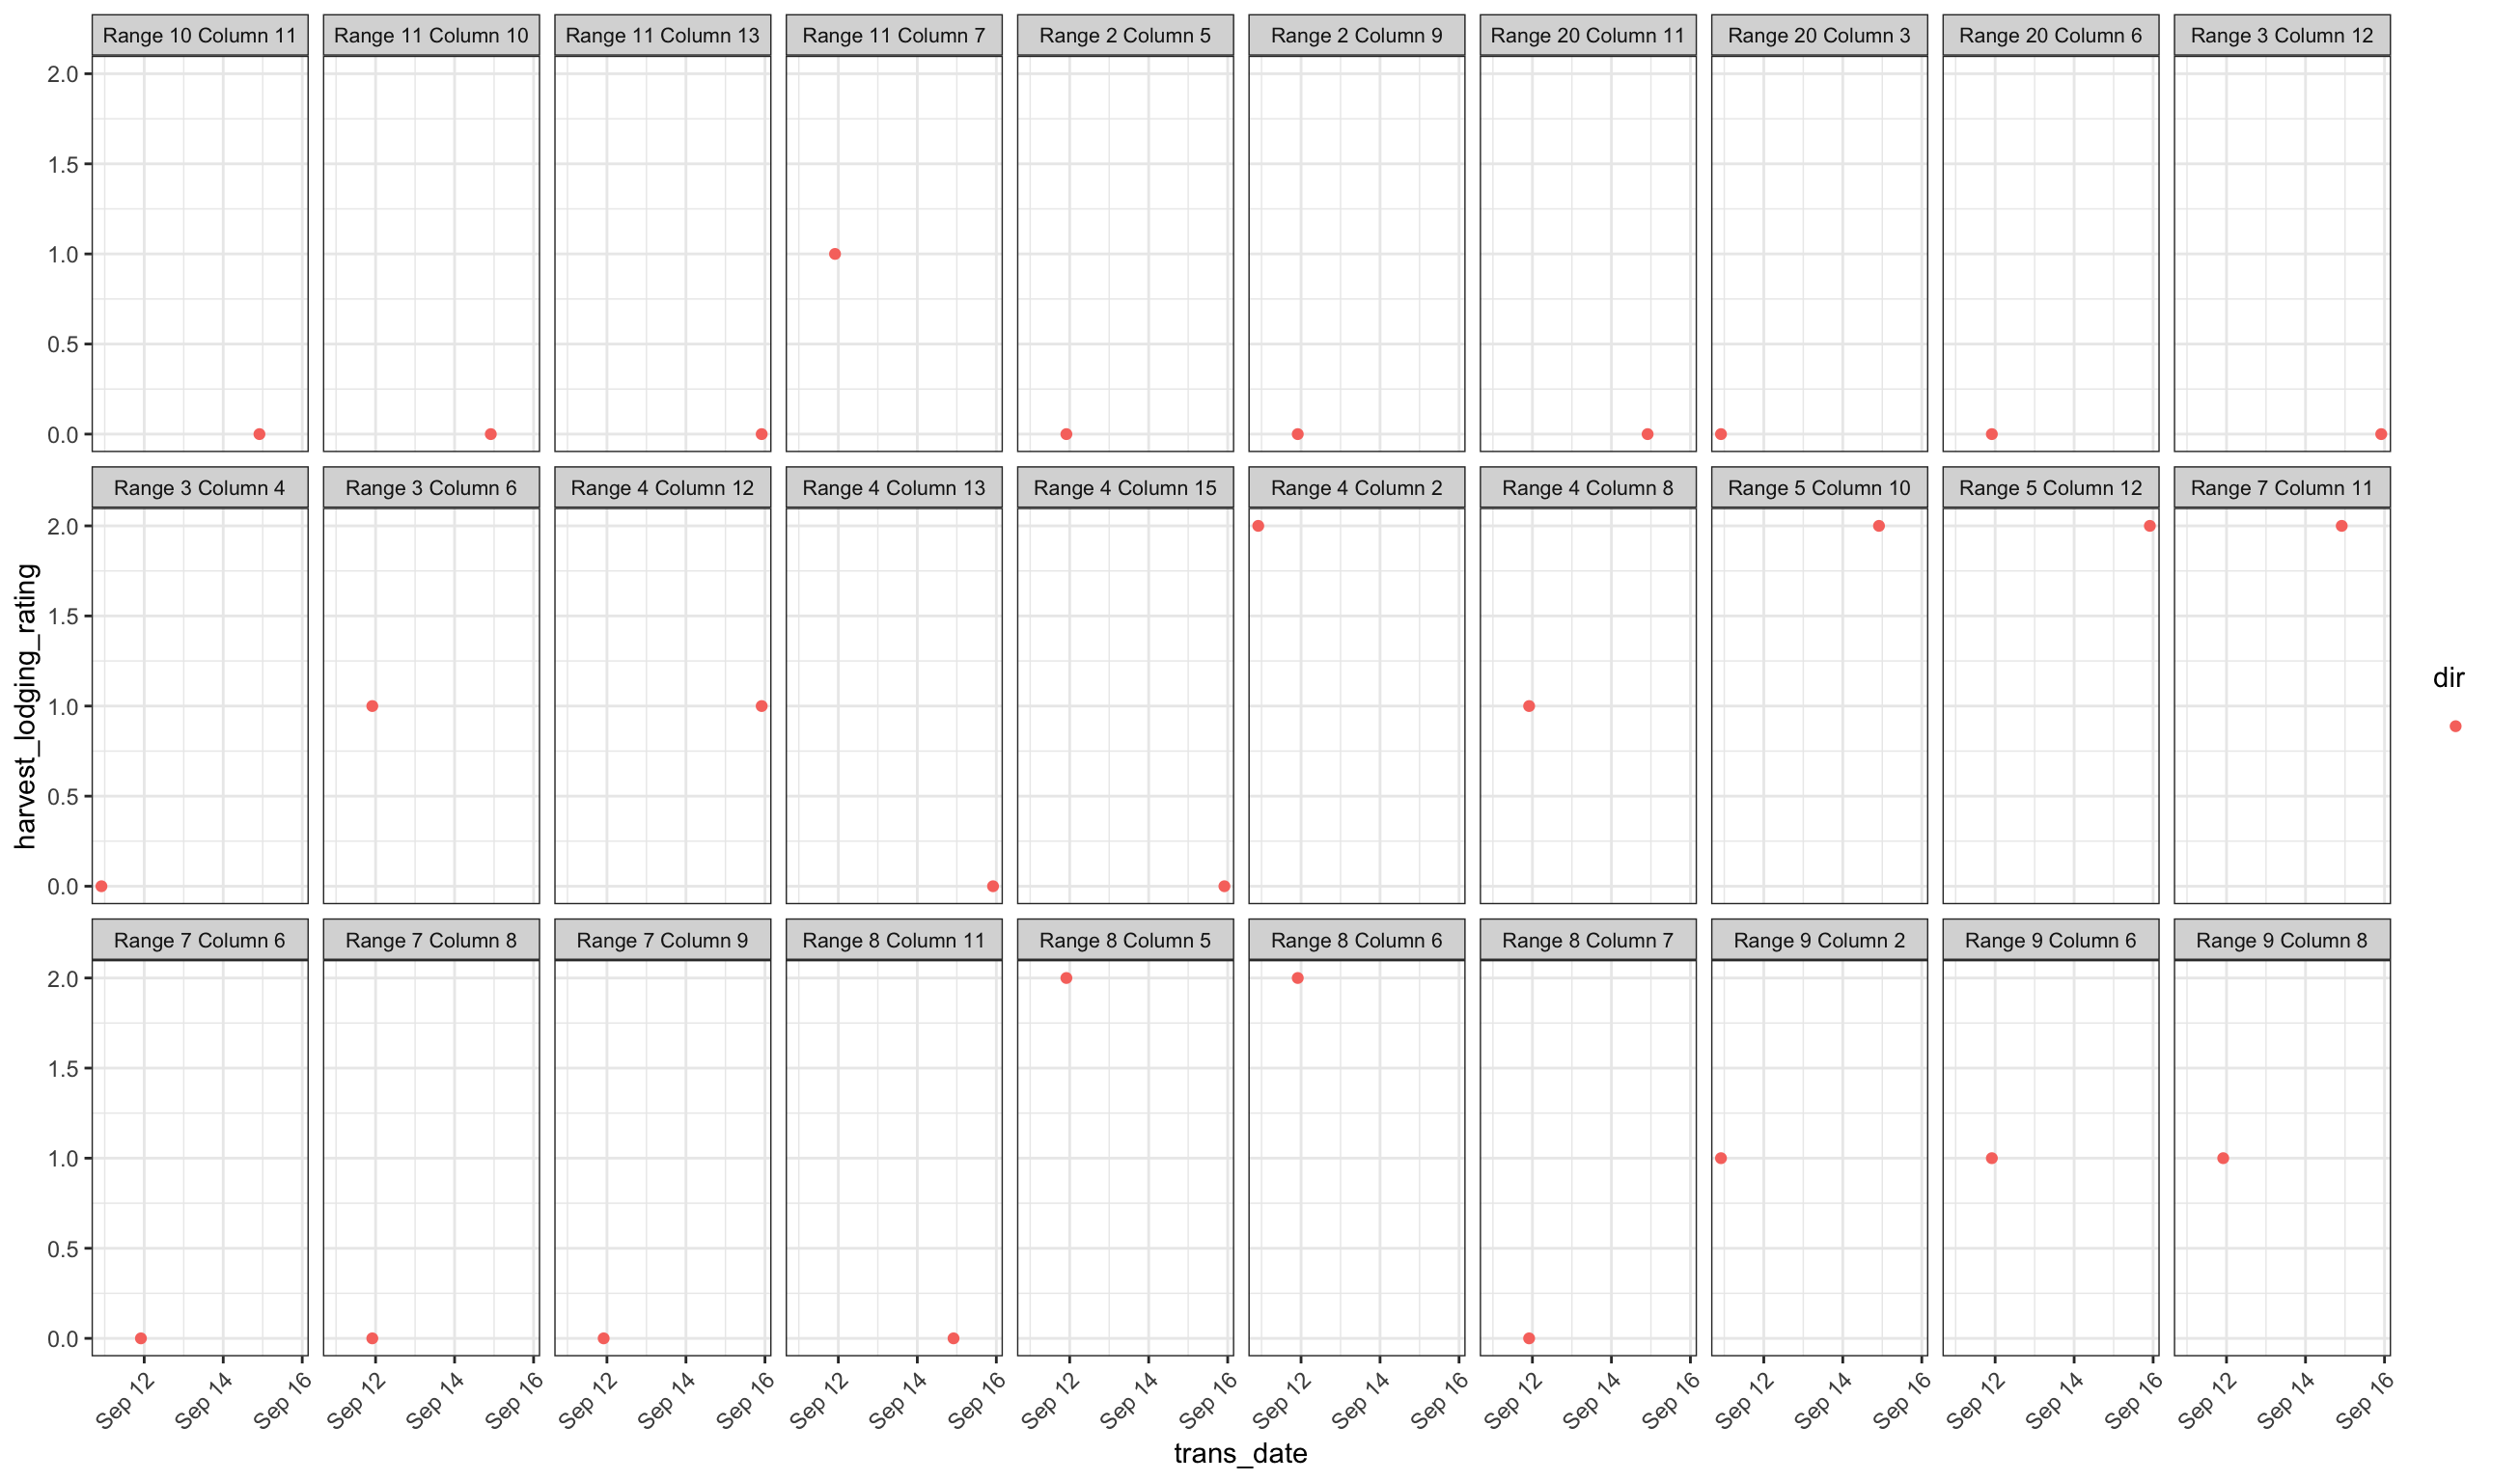 Range 10 Column 11 Range 11 Column 10 Range 11 Column 13 Range 11 Column 7 Range 2 Column 5 Range 2 Column 9 Range 20 Column 11 Range 20 Column 3 Range 20 Column 6 Range 3 Column 12
2.0
1.5
1.0
0.5
0.0
Range 3 Column 4 Range 3 Column 6 Range 4 Column 12 Range 4 Column 13 Range 4 Column 15 Range 4 Column 2 Range 4 Column 8 Range 5 Column 10 Range 5 Column 12 Range 7 Column 11
2.0
1.5
1.0
0.5
0.0
harvest_lodging_rating
dir
Range 7 Column 6 Range 7 Column 8 Range 7 Column 9 Range 8 Column 11 Range 8 Column 5 Range 8 Column 6 Range 8 Column 7 Range 9 Column 2 Range 9 Column 6 Range 9 Column 8
2.0
1.5
1.0
0.5
0.0
Sep 12 Sep 14 Sep 16 Sep 12 Sep 14 Sep 16 Sep 12 Sep 14 Sep 16 Sep 12 Sep 14 Sep 16 Sep 12 Sep 14 Sep 16 Sep 12 Sep 14 Sep 16 Sep 12 Sep 14 Sep 16 Sep 12 Sep 14 Sep 16 Sep 12 Sep 14 Sep 16 Sep 12 Sep 14 Sep 16
trans_date